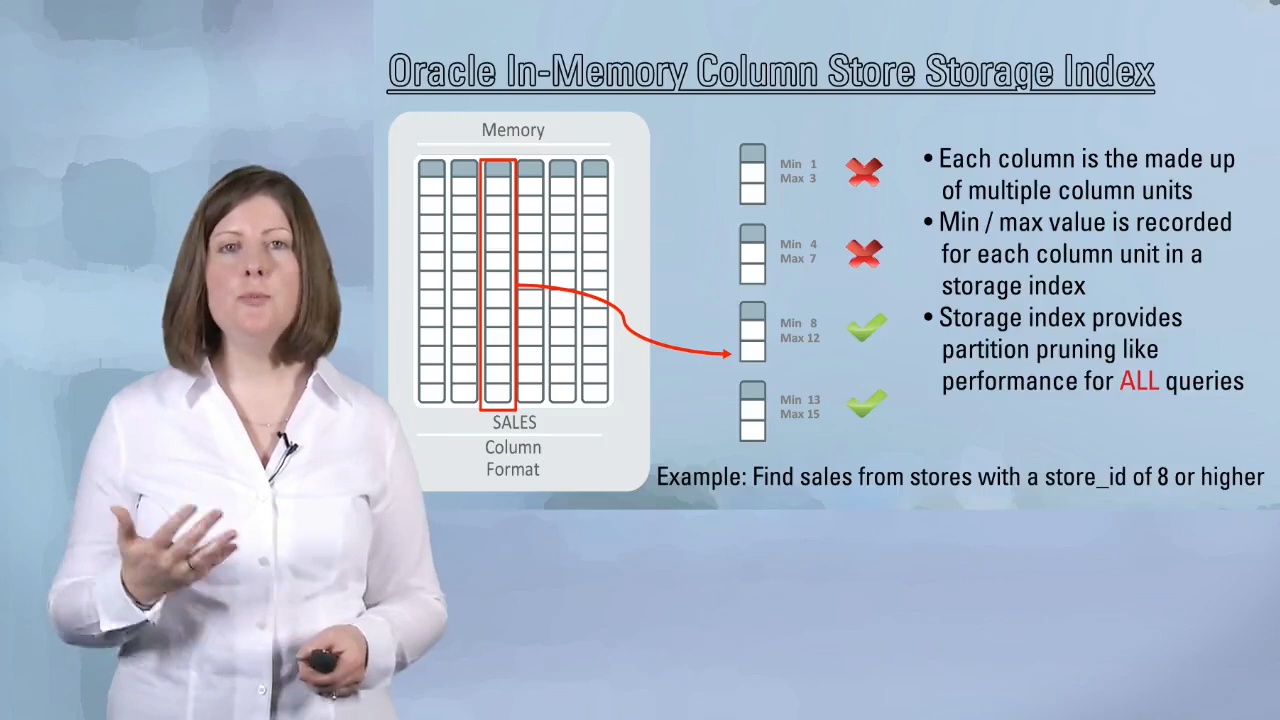 Oracle In-Memory Column Store Storage Index
Memory
SALES
Column
Format
Min 1
Max 3
Min 4
Max 7
Min 8
Max 12
Min 13
Max 15
• Each column is the made up
of multiple column units
• Min / max value is recorded
for each column unit in a
storage index
• Storage index provides
partition pruning like
performance for ALL queries
Example: Find sales from stores with a store_id of 8 or higher